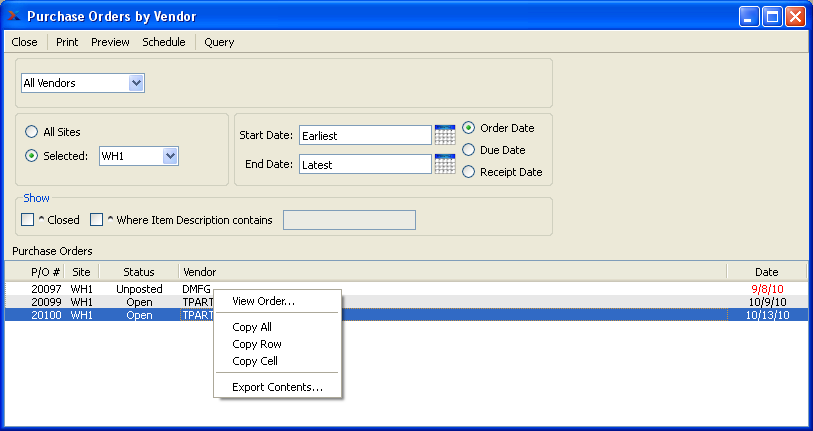 Purchase Orders by Vendor
Close Print Preview Schedule Query
All Vendors
All Sites
Selected: WH1
Start Date: Earliest
End Date: Latest
Order Date
Due Date
Receipt Date
Show
^ Closed ^ Where Item Description contains
Purchase Orders
P/O # Site Status Vendor Date
20097 WH1 Unposted DMFG 9/8/10
20099 WH1 Open TPART 10/9/10
20100 WH1 Open TPART 10/13/10
View Order...
Copy All
Copy Row
Copy Cell
Export Contents...